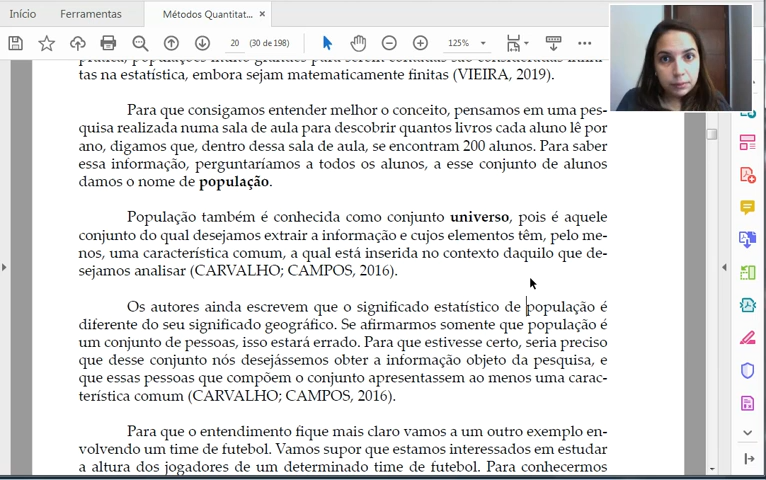 Início Ferramentas Métodos Quantitat... ×
20 (30 de 198) 125%
tas na estatística, embora sejam matematicamente finitas (VIEIRA, 2019).
Para que consigamos entender melhor o conceito, pensamos em uma pes-
quisa realizada numa sala de aula para descobrir quantos livros cada aluno lê por
ano, digamos que, dentro dessa sala de aula, se encontram 200 alunos. Para saber
essa informação, perguntaríamos a todos os alunos, a esse conjunto de alunos
damos o nome de população.
População também é conhecida como conjunto universo, pois é aquele
conjunto do qual desejamos extrair a informação e cujos elementos têm, pelo me-
nos, uma característica comum, a qual está inserida no contexto daquilo que de-
sejamos analisar (CARVALHO; CAMPOS, 2016).
Os autores ainda escrevem que o significado estatístico de população é
diferente do seu significado geográfico. Se afirmarmos somente que população é
um conjunto de pessoas, isso estará errado. Para que estivesse certo, seria preciso
que desse conjunto nós desejássemos obter a informação objeto da pesquisa, e
que essas pessoas que compõem o conjunto apresentassem ao menos uma carac-
terística comum (CARVALHO; CAMPOS, 2016).
Para que o entendimento fique mais claro vamos a um outro exemplo en-
volvendo um time de futebol. Vamos supor que estamos interessados em estudar
a altura dos jogadores de um determinado time de futebol. Para conhecermos